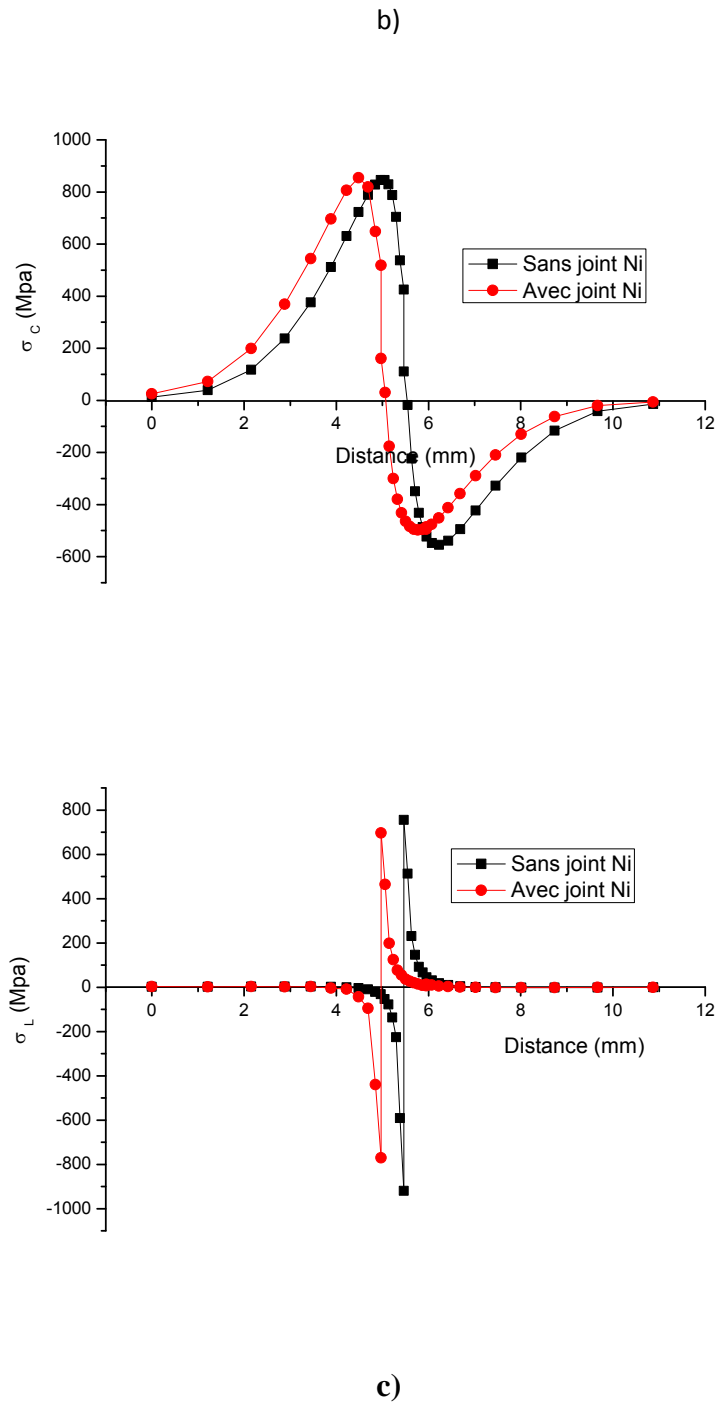 b)
1000
800
600
400
200
0
-200
-400
-600
0 2 4 6 8 10 12
σ C (Mpa)
Distance (mm)
Sans joint Ni
Avec joint Ni
800
600
400
200
0
-200
-400
-600
-800
-1000
0 2 4 6 8 10 12
σ L (Mpa)
Distance (mm)
Sans joint Ni
Avec joint Ni
c)